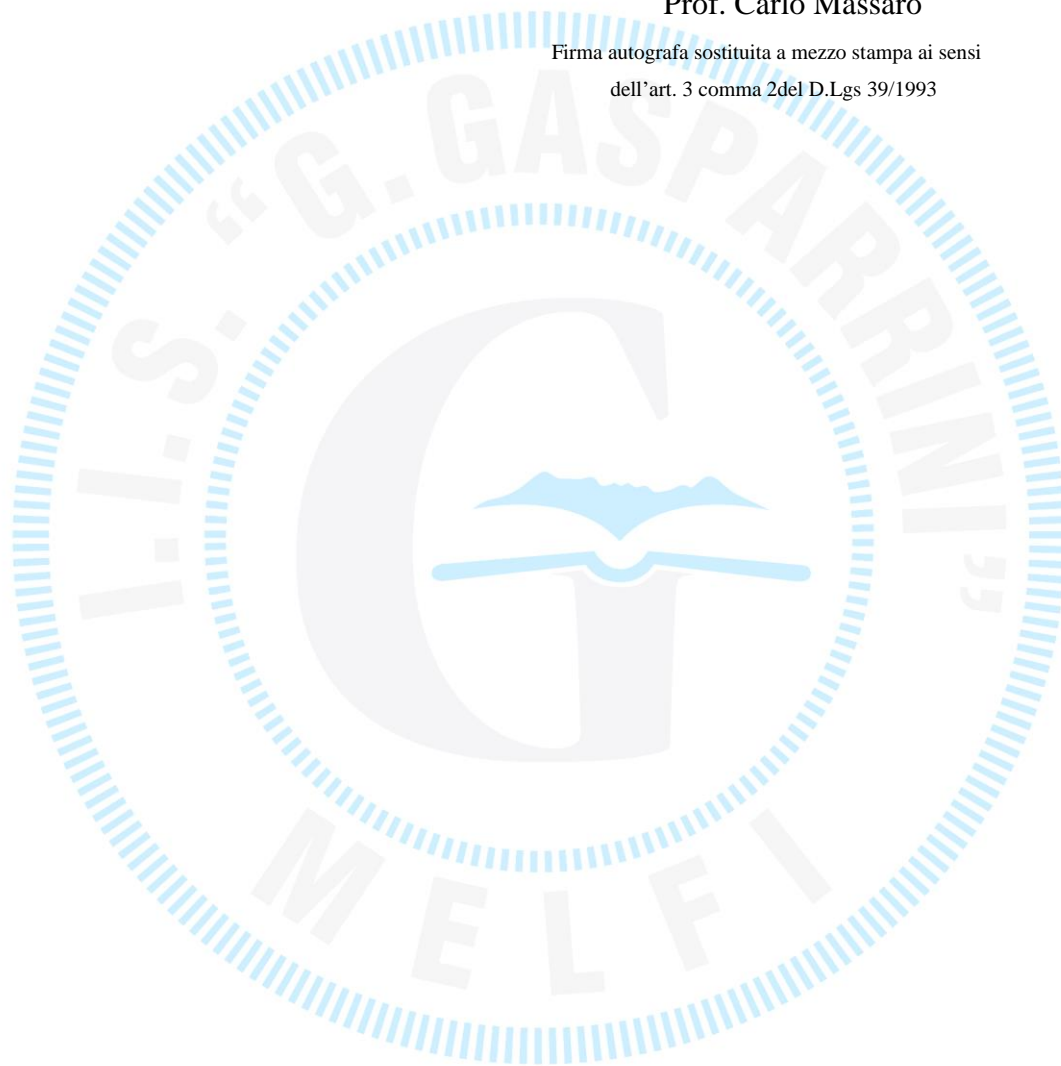 Prof. Carlo Massaro
Firma autografa sostituita a mezzo stampa ai sensi
dell’art. 3 comma 2del D.Lgs 39/1993
I.I.S. “G. GASPARRINI”
G
MELFI